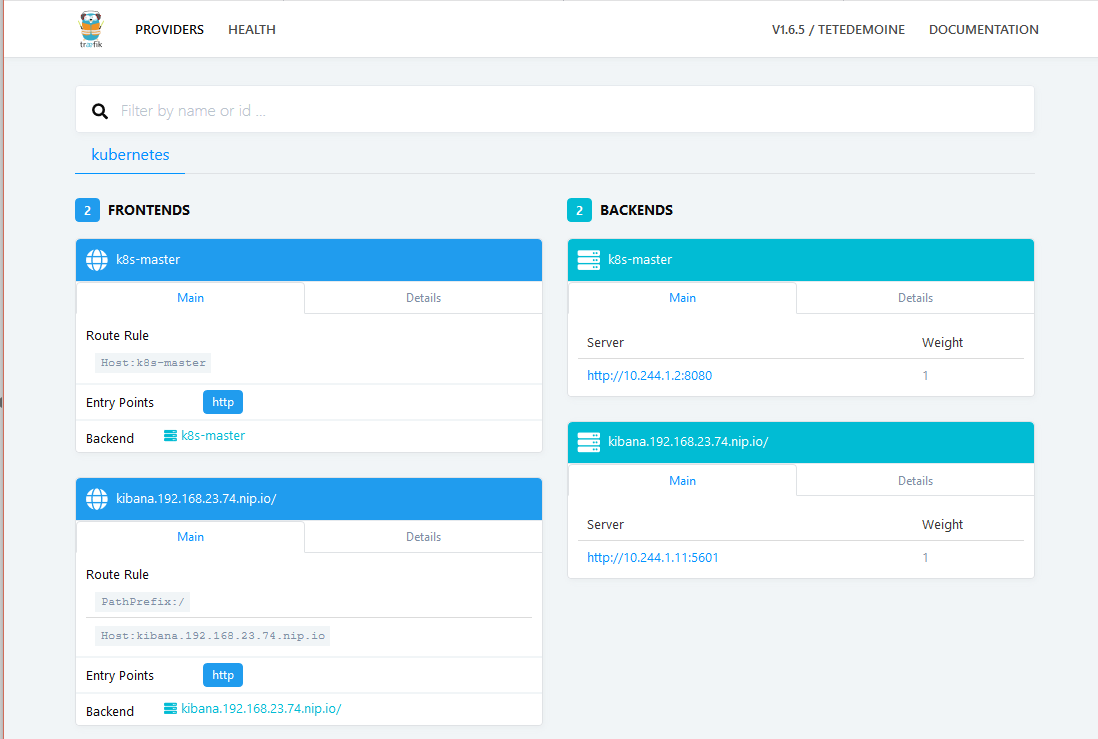 træfik
PROVIDERS HEALTH V1.6.5 / TETEDEMOINE DOCUMENTATION
Filter by name or id ...
kubernetes
2 FRONTENDS
k8s-master
Main Details
Route Rule
Host:k8s-master
Entry Points http
Backend k8s-master
kibana.192.168.23.74.nip.io/
Main Details
Route Rule
PathPrefix:/
Host:kibana.192.168.23.74.nip.io
Entry Points http
Backend kibana.192.168.23.74.nip.io/
2 BACKENDS
k8s-master
Main Details
Server Weight
http://10.244.1.2:8080 1
kibana.192.168.23.74.nip.io/
Main Details
Server Weight
http://10.244.1.11:5601 1